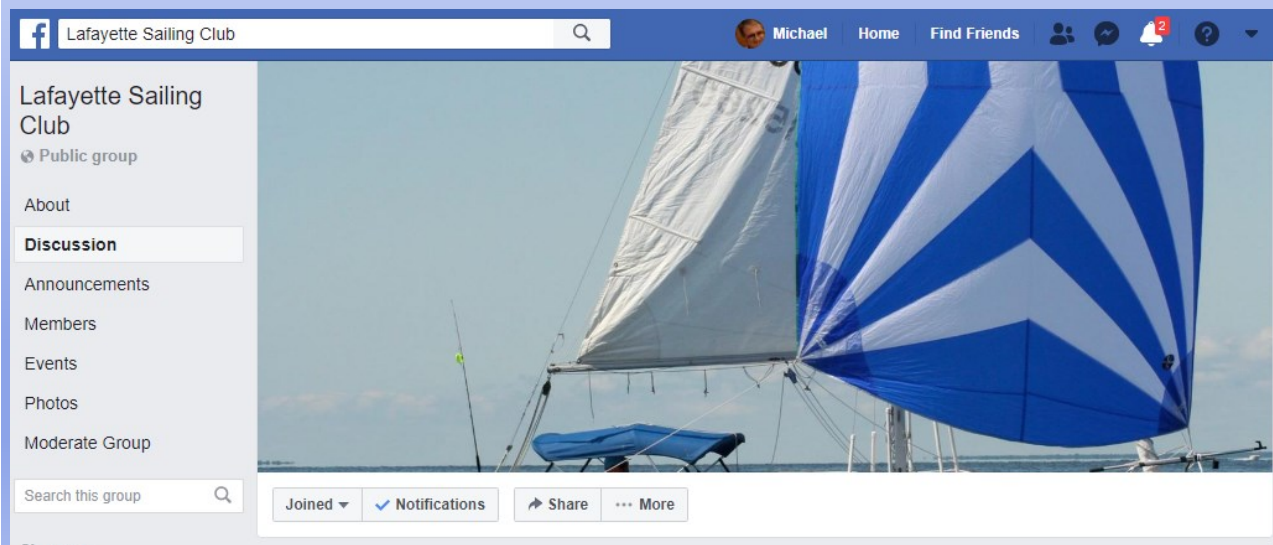 f
Lafayette Sailing Club
Michael
Home
Find Friends
2
?
Lafayette Sailing
Club
Public group
About
Discussion
Announcements
Members
Events
Photos
Moderate Group
Search this group
Joined
Notifications
Share
More